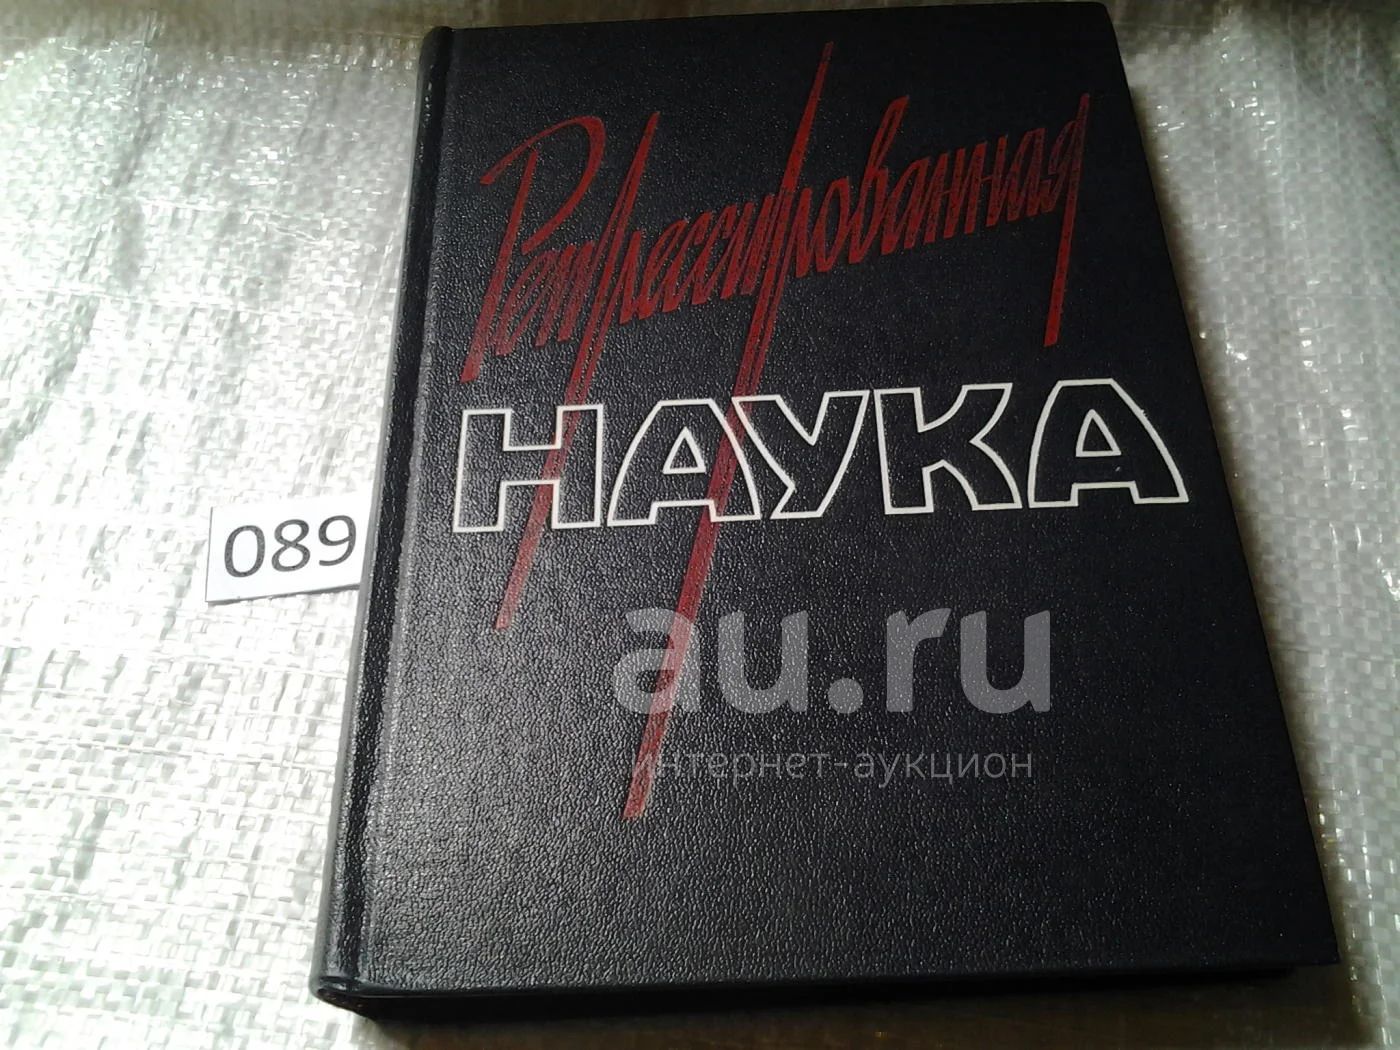 Репрессированная
НАУКА
089
au.ru
интернет-аукцион